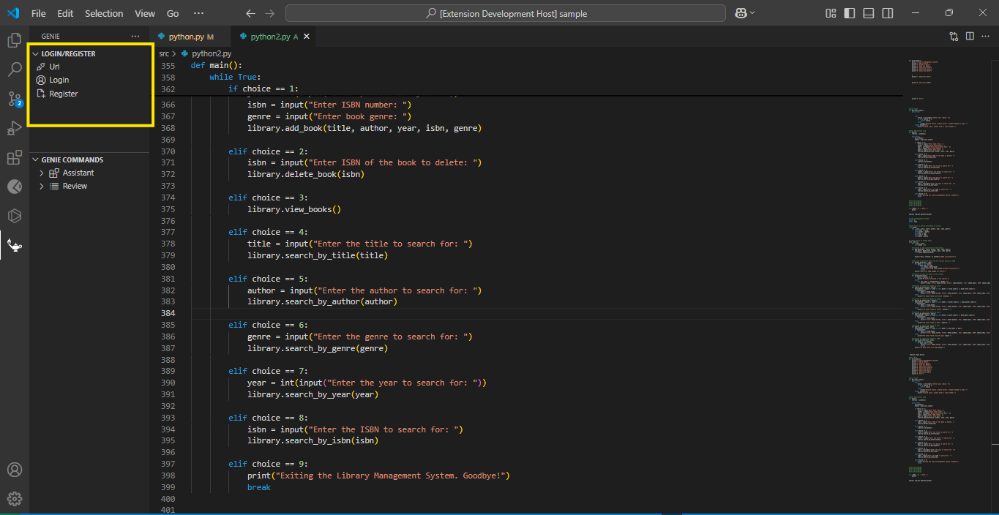 File Edit Selection View Go ···
[Extension Development Host] sample
GENIE ···
python.py M
python2.py A
LOGIN/REGISTER
Url
Login
Register
2
GENIE COMMANDS
Assistant
Review
src > python2.py
355 def main():
358 while True:
362 if choice == 1:
366 isbn = input("Enter ISBN number: ")
367 genre = input("Enter book genre: ")
368 library.add_book(title, author, year, isbn, genre)
369
370 elif choice == 2:
371 isbn = input("Enter ISBN of the book to delete: ")
372 library.delete_book(isbn)
373
374 elif choice == 3:
375 library.view_books()
376
377 elif choice == 4:
378 title = input("Enter the title to search for: ")
379 library.search_by_title(title)
380
381 elif choice == 5:
382 author = input("Enter the author to search for: ")
383 library.search_by_author(author)
384
385 elif choice == 6:
386 genre = input("Enter the genre to search for: ")
387 library.search_by_genre(genre)
388
389 elif choice == 7:
390 year = int(input("Enter the year to search for: "))
391 library.search_by_year(year)
392
393 elif choice == 8:
394 isbn = input("Enter the ISBN to search for: ")
395 library.search_by_isbn(isbn)
396
397 elif choice == 9:
398 print("Exiting the Library Management System. Goodbye!")
399 break
400
401